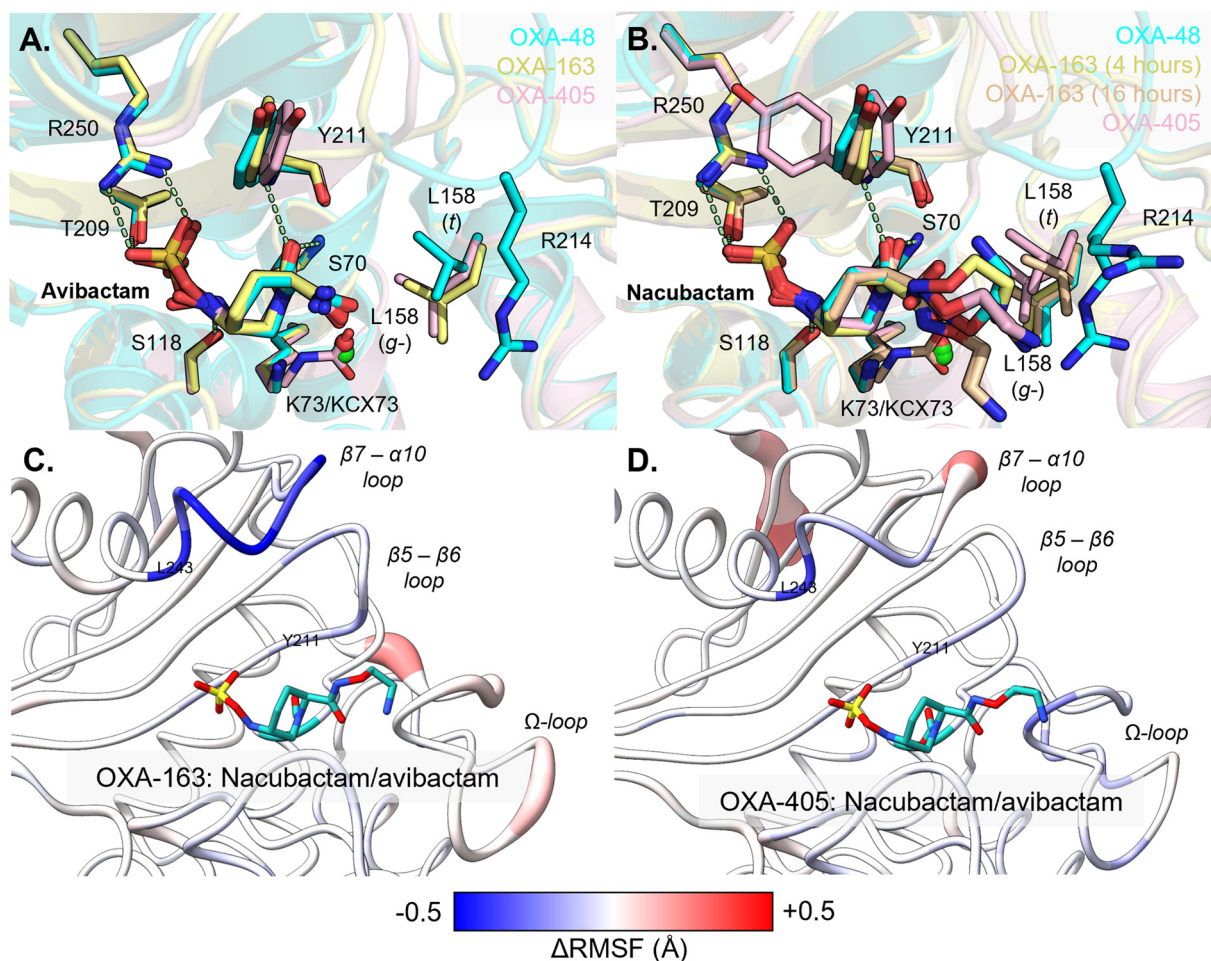 A.
OXA-48
OXA-163
OXA-405
R250
Y211
T209
L158
(t)
R214
S70
Avibactam
L158
(g-)
S118
K73/KCX73
B.
OXA-48
OXA-163 (4 hours)
OXA-163 (16 hours)
OXA-405
R250
Y211
T209
L158
(t)
R214
S70
Nacubactam
S118
L158
(g-)
K73/KCX73
C.
β7 – α10
loop
β5 – β6
loop
L243
Y211
Ω-loop
OXA-163: Nacubactam/avibactam
D.
β7 – α10
loop
β5 – β6
loop
L243
Y211
Ω-loop
OXA-405: Nacubactam/avibactam
-0.5
+0.5
ΔRMSF (Å)